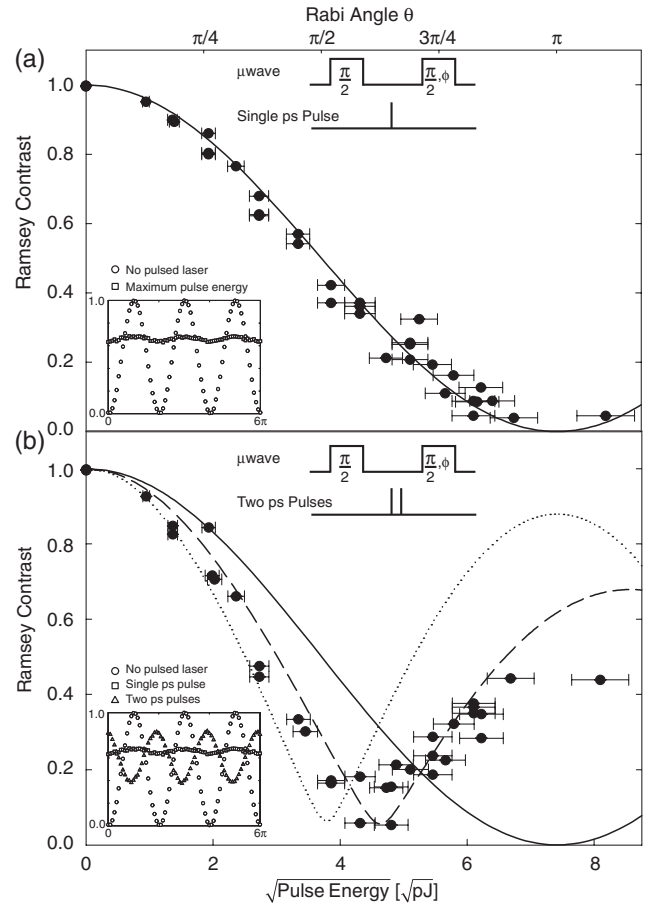 Rabi Angle θ
π/4 π/2 3π/4 π
(a)
μwave
π/2
π/2,ϕ
Single ps Pulse
1.0
0.8
0.6
0.4
0.2
0.0
Ramsey Contrast
No pulsed laser
Maximum pulse energy
1.0
0.0
0 6π
(b)
μwave
π/2
π/2,ϕ
Two ps Pulses
1.0
0.8
0.6
0.4
0.2
0.0
Ramsey Contrast
No pulsed laser
Single ps pulse
Two ps pulses
1.0
0.0
0 6π
0 2 4 6 8
√Pulse Energy [√pJ]